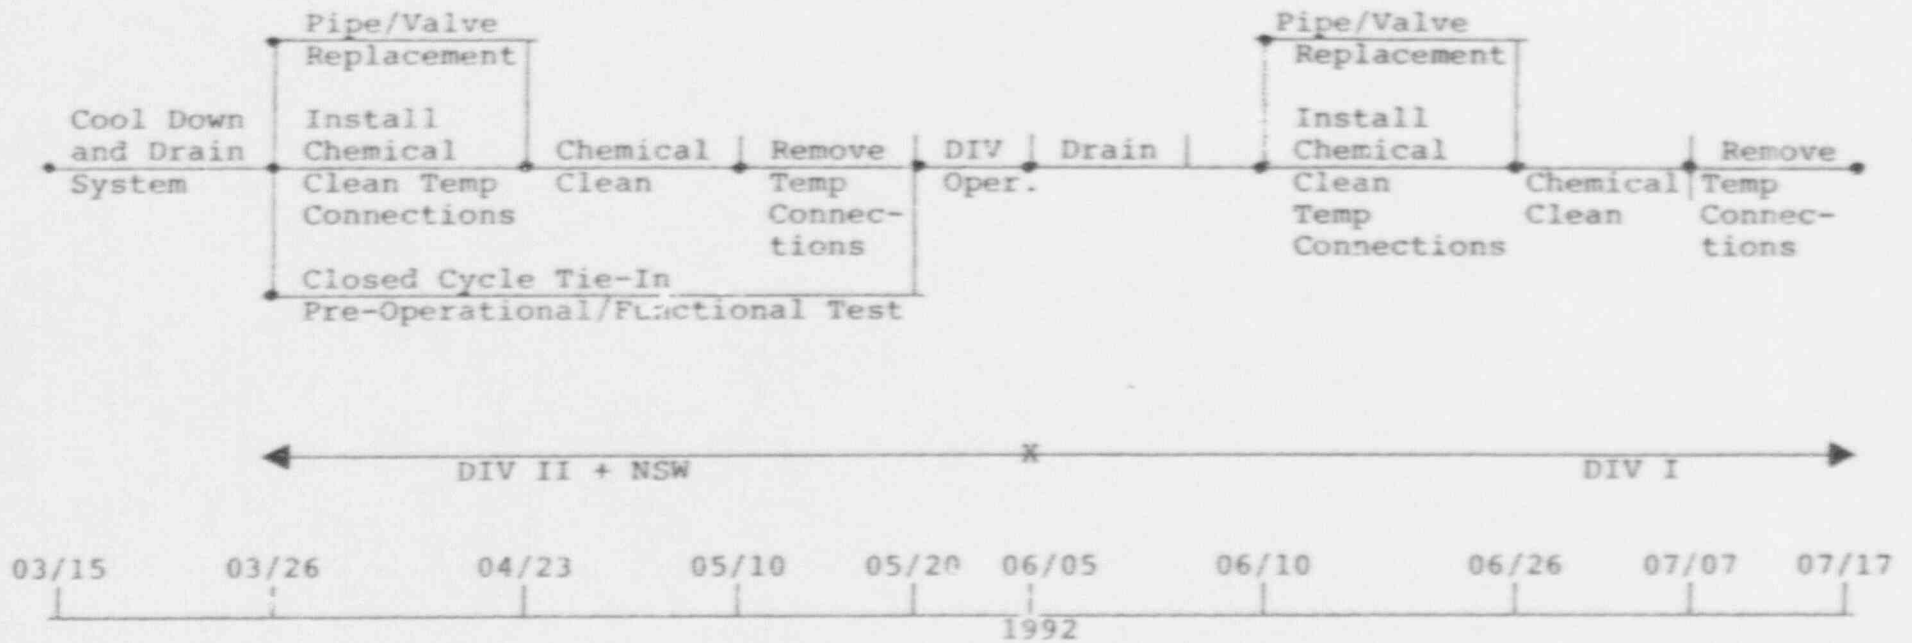 Pipe/Valve
Replacement
Pipe/Valve
Replacement
Cool Down
and Drain
System
Install
Chemical
Clean Temp
Connections
Chemical
Clean
Remove
Temp
Connec-
tions
DIV
Oper.
Drain
Install
Chemical
Clean
Temp
Connections
Chemical
Clean
Remove
Temp
Connec-
tions
Closed Cycle Tie-In
Pre-Operational/Functional Test
X
DIV II + NSW
DIV I
03/15 03/26 04/23 05/10 05/20 06/05 06/10 06/26 07/07 07/17
1992